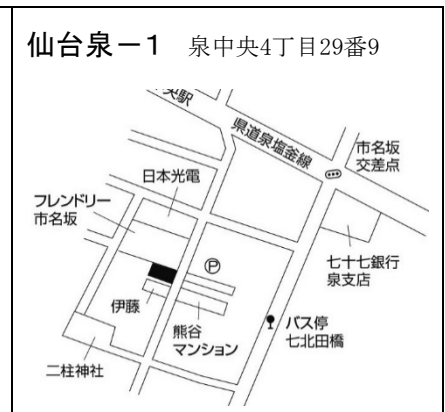 仙台泉－1 泉中央4丁目29番9
央駅
県道泉塩釜線
市名坂
交差点
日本光電
フレンドリー
市名坂
七十七銀行
泉支店
Ⓟ
伊藤
熊谷
マンション
バス停
七北田橋
二柱神社